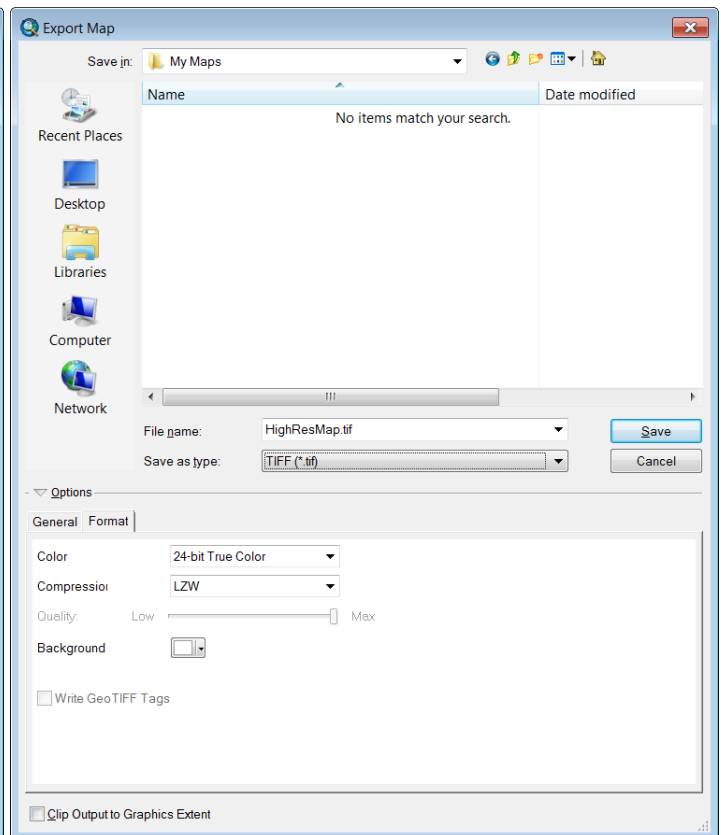 Export Map
Save in: My Maps
Name Date modified
No items match your search.
Recent Places
Desktop
Libraries
Computer
Network
File name: HighResMap.tif Save
Save as type: TIFF (*.tif) Cancel
Options
General Format
Color 24-bit True Color
Compression LZW
Quality: Low Max
Background
Write GeoTIFF Tags
Clip Output to Graphics Extent